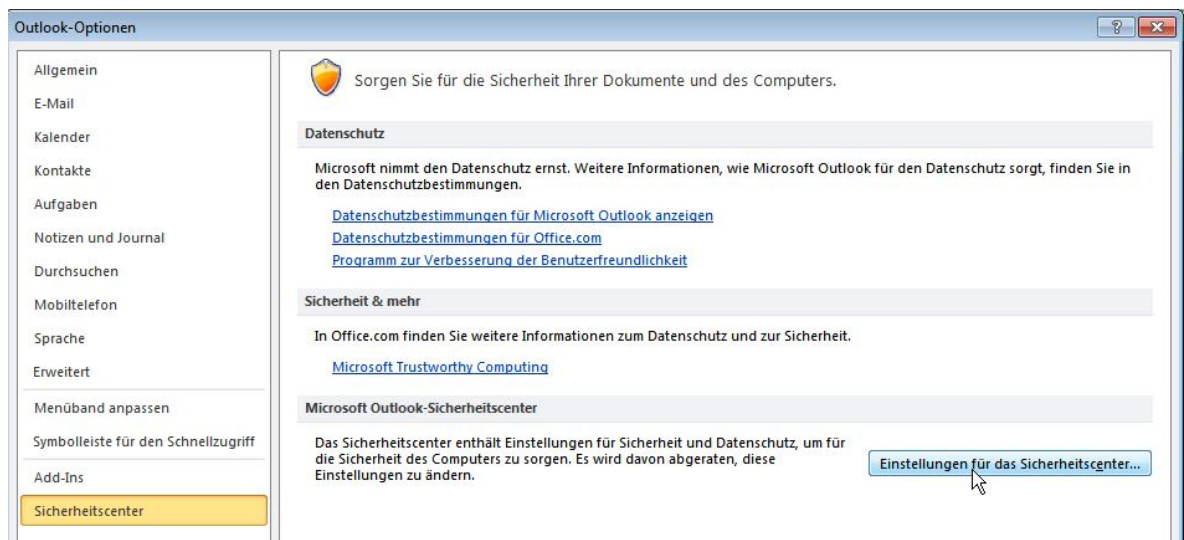 Outlook-Optionen
Allgemein
E-Mail
Kalender
Kontakte
Aufgaben
Notizen und Journal
Durchsuchen
Mobiltelefon
Sprache
Erweitert
Menüband anpassen
Symbolleiste für den Schnellzugriff
Add-Ins
Sicherheitscenter
Sorgen Sie für die Sicherheit Ihrer Dokumente und des Computers.
Datenschutz
Microsoft nimmt den Datenschutz ernst. Weitere Informationen, wie Microsoft Outlook für den Datenschutz sorgt, finden Sie in
den Datenschutzbestimmungen.
Datenschutzbestimmungen für Microsoft Outlook anzeigen
Datenschutzbestimmungen für Office.com
Programm zur Verbesserung der Benutzerfreundlichkeit
Sicherheit & mehr
In Office.com finden Sie weitere Informationen zum Datenschutz und zur Sicherheit.
Microsoft Trustworthy Computing
Microsoft Outlook-Sicherheitscenter
Das Sicherheitscenter enthält Einstellungen für Sicherheit und Datenschutz, um für
die Sicherheit des Computers zu sorgen. Es wird davon abgeraten, diese
Einstellungen zu ändern.
Einstellungen für das Sicherheitscenter...